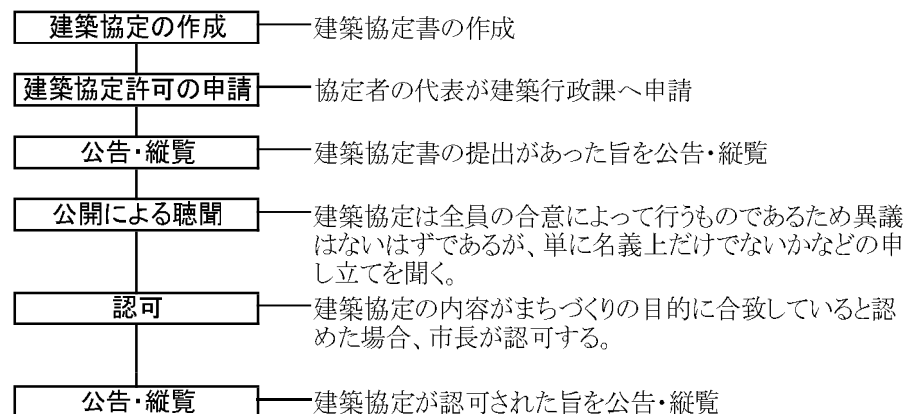 建築協定の作成
建築協定書の作成
建築協定許可の申請
協定者の代表が建築行政課へ申請
公告・縦覧
建築協定書の提出があった旨を公告・縦覧
公開による聴聞
建築協定は全員の合意によって行うものであるため異議
はないはずであるが、単に名義上だけでないかなどの申
し立てを聞く。
認可
建築協定の内容がまちづくりの目的に合致していると認
めた場合、市長が認可する。
公告・縦覧
建築協定が認可された旨を公告・縦覧